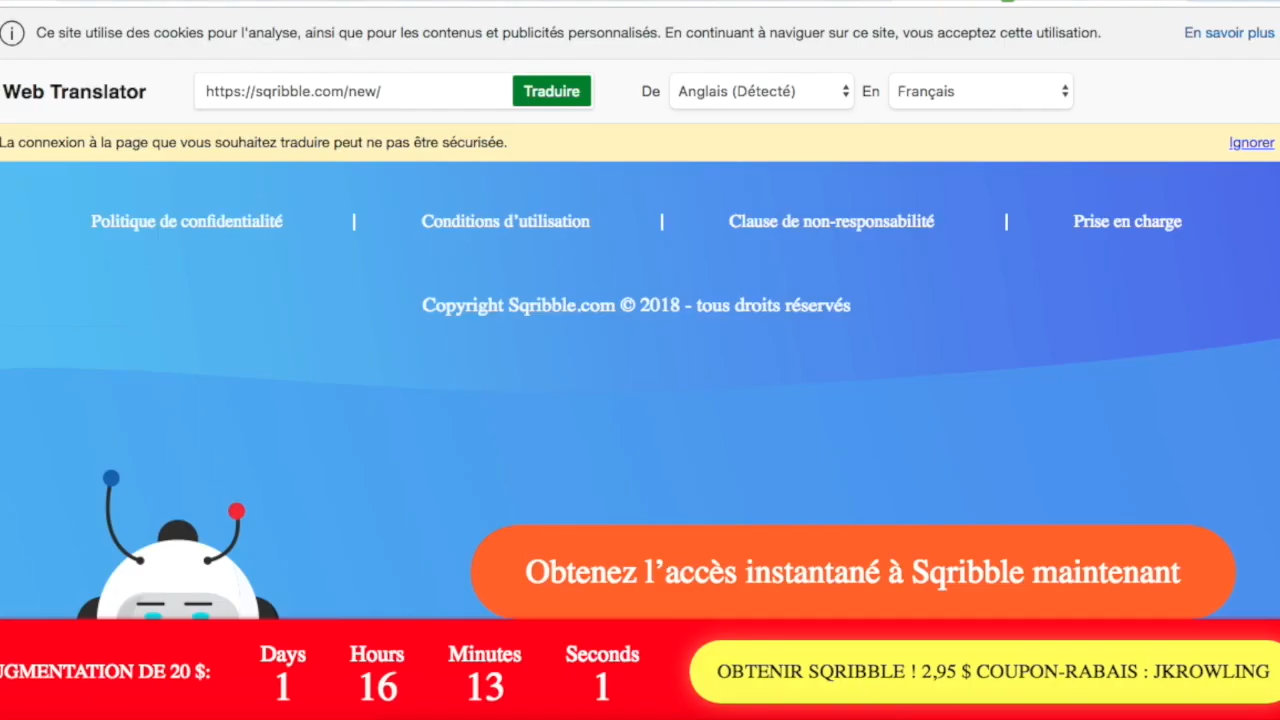 Ce site utilise des cookies pour l'analyse, ainsi que pour les contenus et publicités personnalisés. En continuant à naviguer sur ce site, vous acceptez cette utilisation. En savoir plus
Web Translator https://sqribble.com/new/ Traduire De Anglais (Détecté) En Français
La connexion à la page que vous souhaitez traduire peut ne pas être sécurisée. Ignorer
Politique de confidentialité | Conditions d’utilisation | Clause de non-responsabilité | Prise en charge
Copyright Sqribble.com © 2018 - tous droits réservés
Obtenez l’accès instantané à Sqribble maintenant
UGMENTATION DE 20 $:
Days Hours Minutes Seconds
1 16 13 1
OBTENIR SQRIBBLE ! 2,95 $ COUPON-RABAIS : JKROWLING